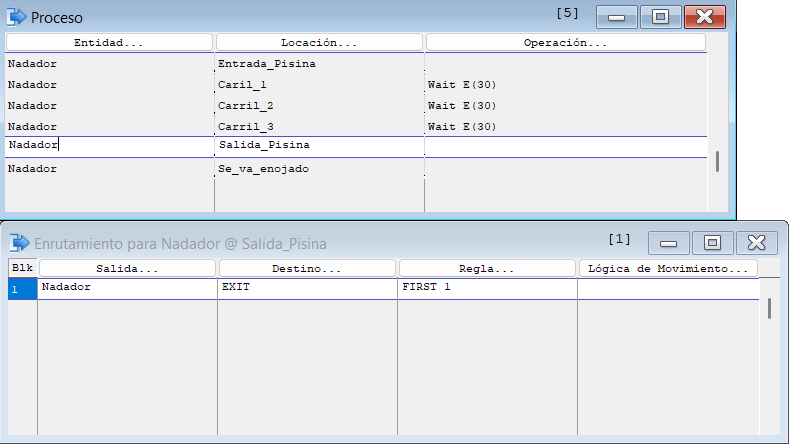 Proceso [5]
Entidad... Locación... Operación...
Nadador Entrada_Pisina
Nadador Caril_1 Wait E(30)
Nadador Carril_2 Wait E(30)
Nadador Carril_3 Wait E(30)
Nadador Salida_Pisina
Nadador Se_va_enojado
Enrutamiento para Nadador @ Salida_Pisina [1]
Blk Salida... Destino... Regla... Lógica de Movimiento...
1 Nadador EXIT FIRST 1